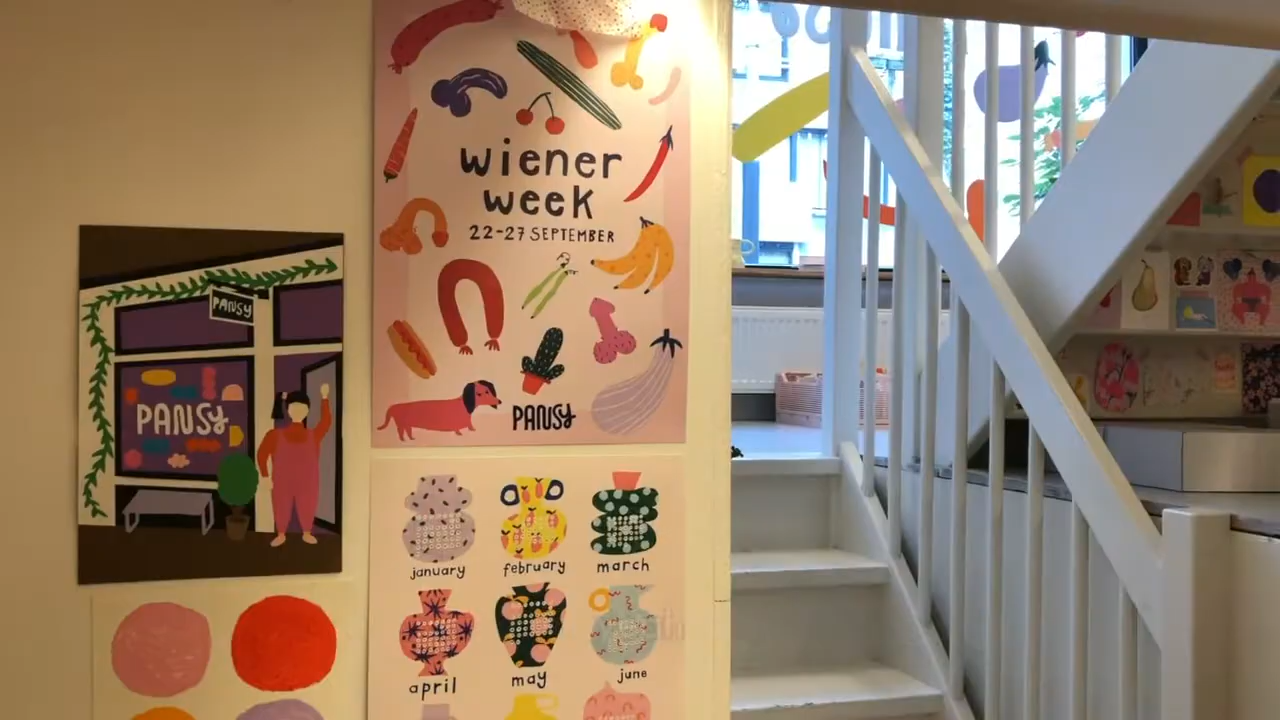 wiener
week
22-27 SEPTEMBER
PANSY
PANSY
PANSY
january
february
march
april
may
june